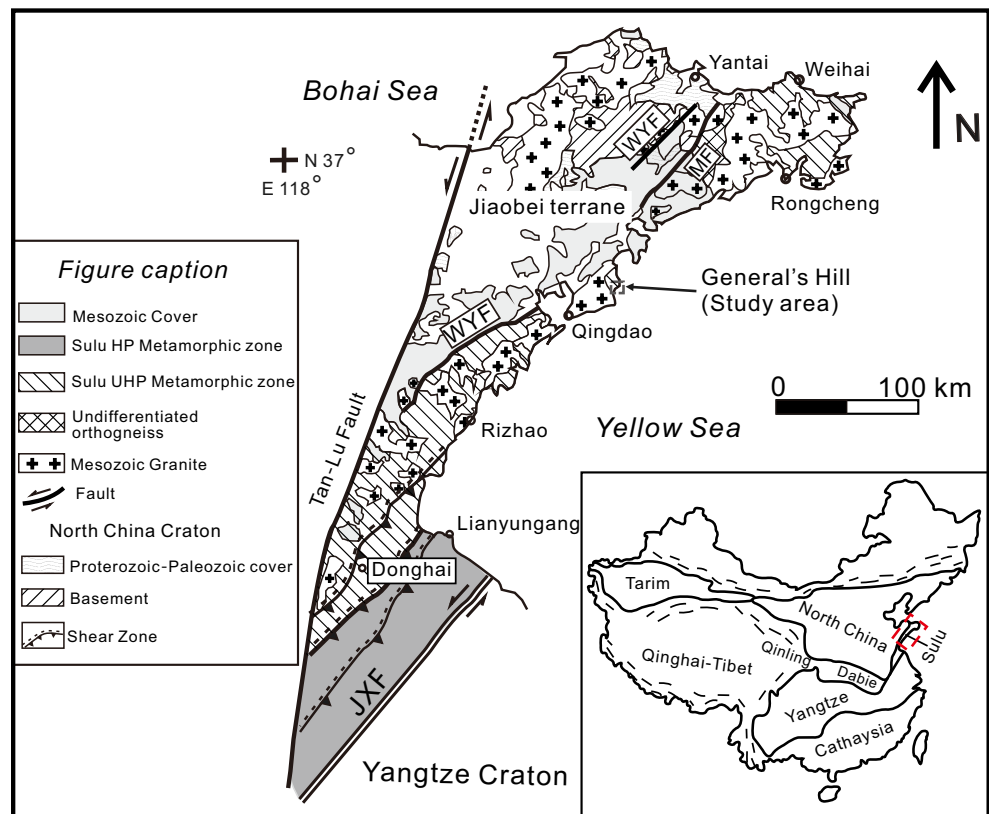 Bohai Sea
Yantai
Weihai
N
N 37°
E 118°
WYF
MF
Jiaobei terrane
Rongcheng
General's Hill
(Study area)
WYF
Qingdao
0 100 km
Tan-Lu Fault
Rizhao
Yellow Sea
Lianyungang
Donghai
JXF
Yangtze Craton
Figure caption
Mesozoic Cover
Sulu HP Metamorphic zone
Sulu UHP Metamorphic zone
Undifferentiated
orthogneiss
Mesozoic Granite
Fault
North China Craton
Proterozoic-Paleozoic cover
Basement
Shear Zone
Tarim
North China
Sulu
Qinling
Qinghai-Tibet
Dabie
Yangtze
Cathaysia